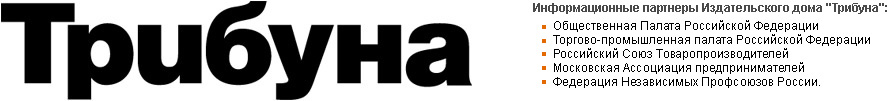 Трибуна
Информационные партнеры Издательского дома "Трибуна":
Общественная Палата Российской Федерации
Торгово-промышленная палата Российской Федерации
Российский Союз Товаропроизводителей
Московская Ассоциация предпринимателей
Федерация Независимых Профсоюзов России.